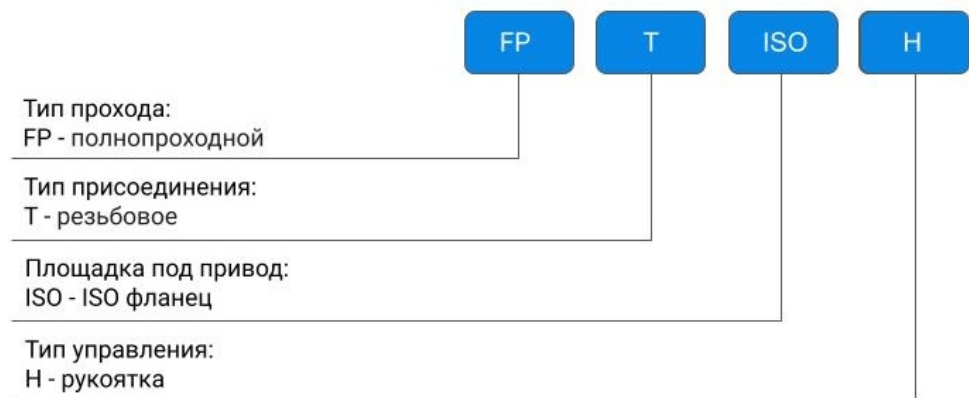 FP T ISO H
Тип прохода:
FP - полнопроходной
Тип присоединения:
T - резьбовое
Площадка под привод:
ISO - ISO фланец
Тип управления:
H - рукоятка